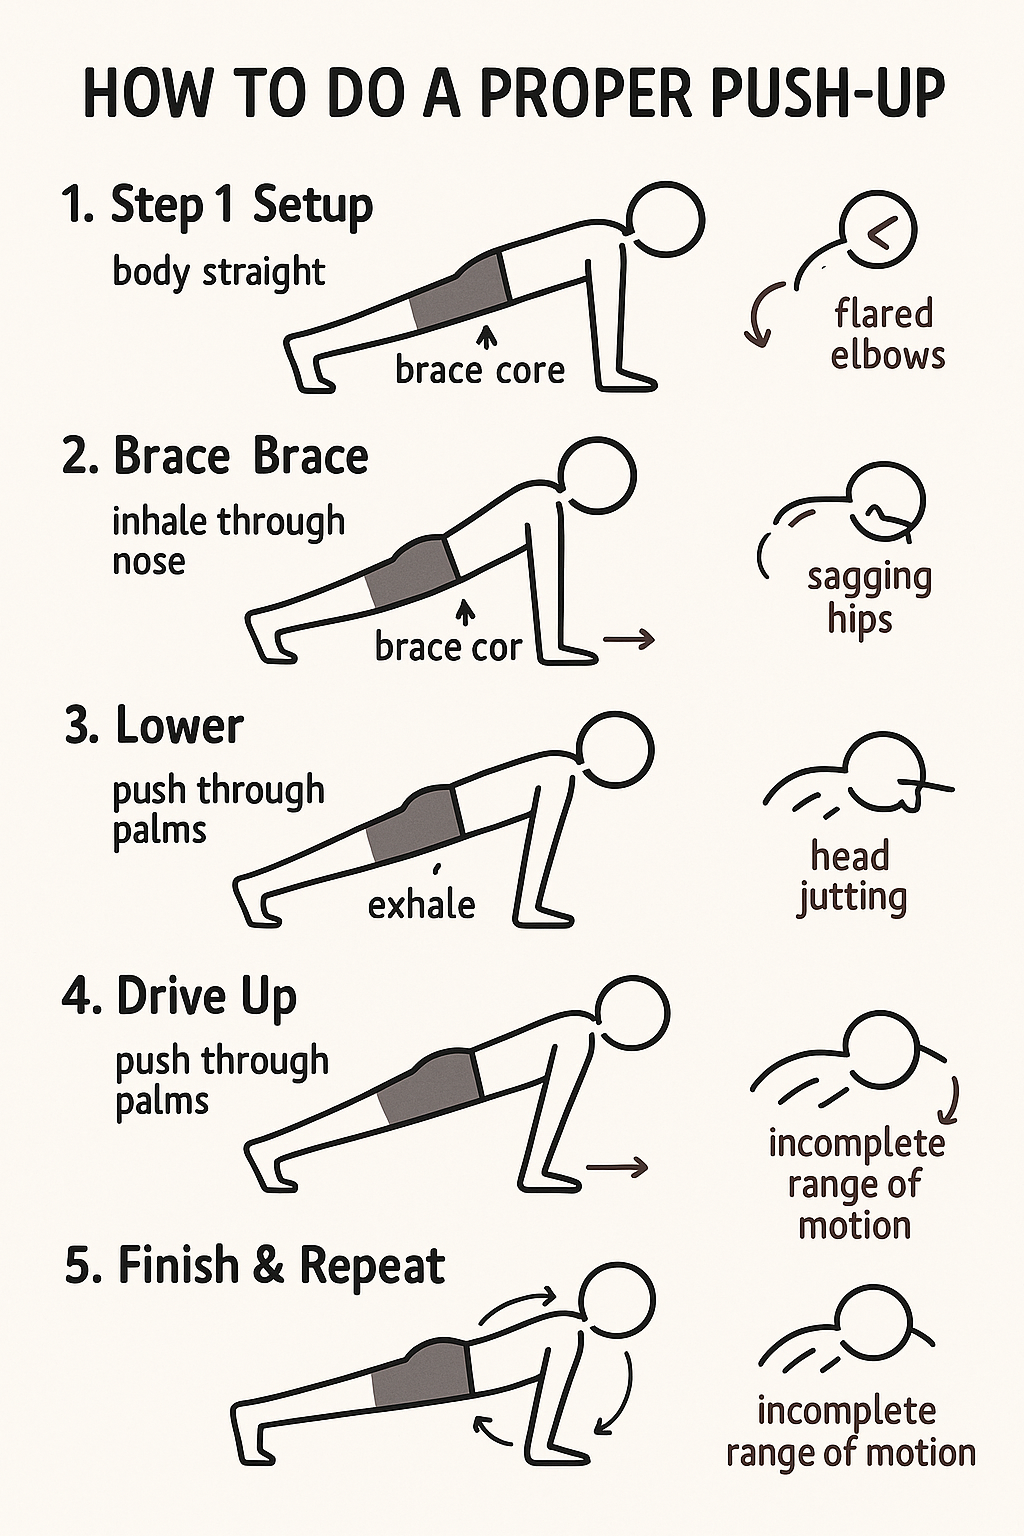 HOW TO DO A PROPER PUSH-UP
1. Step 1 Setup
body straight
brace core
flared
elbows
2. Brace Brace
inhale through
nose
brace cor
sagging
hips
3. Lower
push through
palms
exhale
head
jutting
4. Drive Up
push through
palms
incomplete
range of
motion
5. Finish & Repeat
incomplete
range of motion